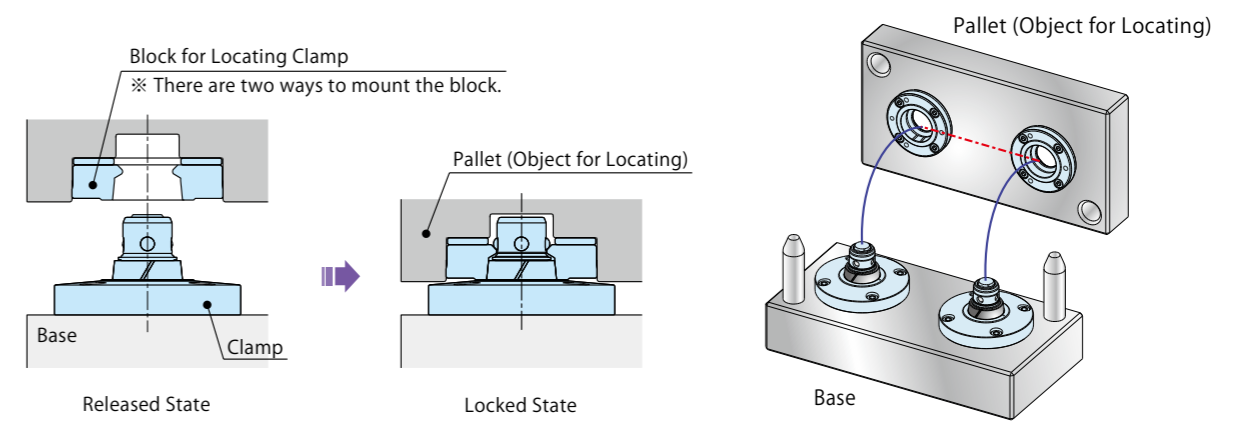 Block for Locating Clamp
※ There are two ways to mount the block.
Base
Clamp
Released State
Pallet (Object for Locating)
Locked State
Pallet (Object for Locating)
Base